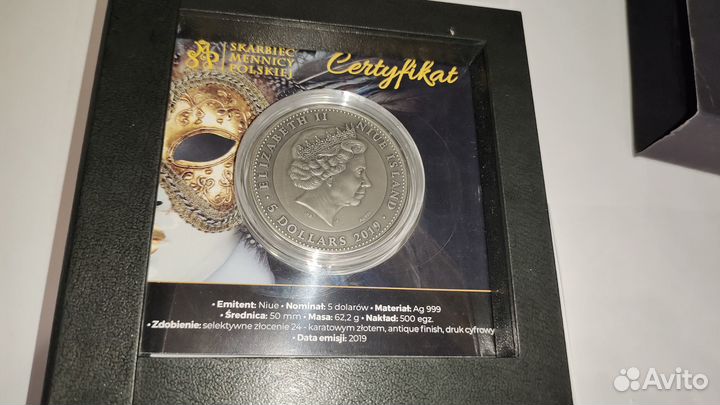 SKARBIEC
MENNICY
POLSKIEJ
Certyfikat
ELIZABETH II NIUE ISLAND
5 DOLLARS 2019
• Emitent: Niue • Nominał: 5 dolarów • Materiał: Ag 999
• Średnica: 50 mm • Masa: 62,2 g • Nakład: 500 egz.
• Zdobienie: selektywne złocenie 24 - karatowym złotem, antique finish, druk cyfrowy
• Data emisji: 2019
Avito